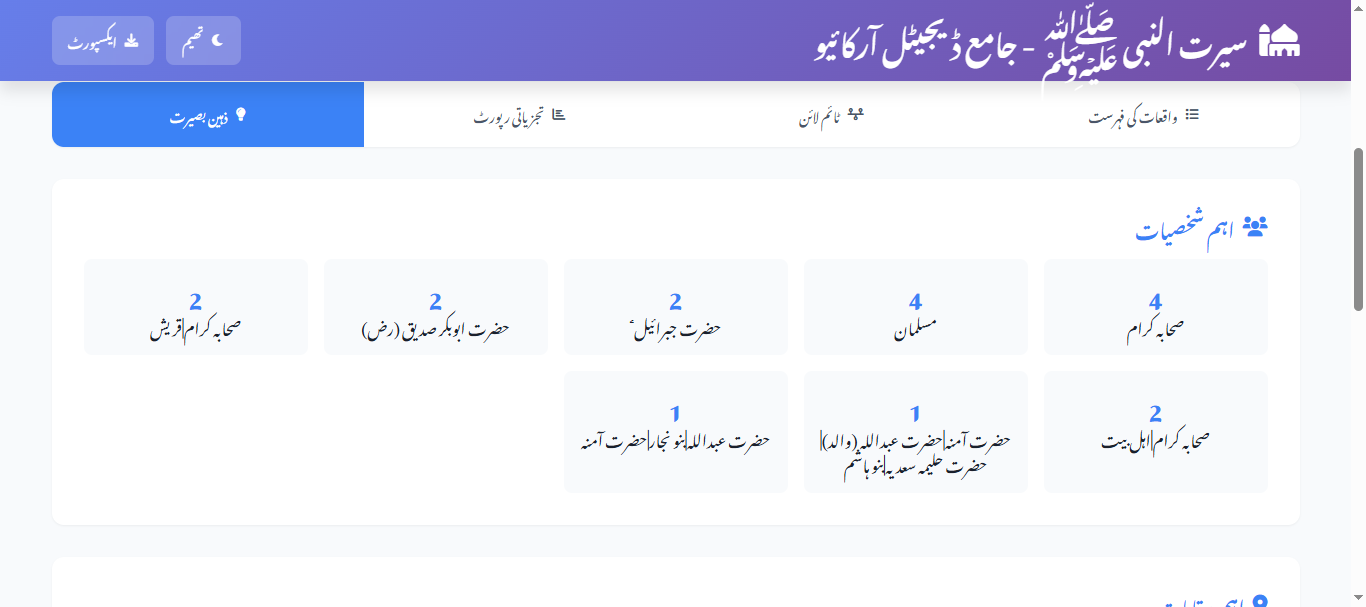 سیرت النبی ﷺ - جامع ڈیجیٹل آرکائیو
تھیم
ایکسپورٹ
واقعات کی فہرست
ٹائم لائن
تجزیاتی رپورٹ
ذہین بصیرت
اہم شخصیات
4
صحابہ کرام
4
مسلمان
2
حضرت جبرائیلؑ
2
حضرت ابوبکر صدیق (رض)
2
صحابہ کرام|قریش
2
صحابہ کرام|اہل بیت
1
حضرت آمنہ|حضرت عبداللہ (والد)|
حضرت حلیمہ سعدیہ|بنو ہاشم
1
حضرت عبداللہ|بنو نجار|حضرت آمنہ